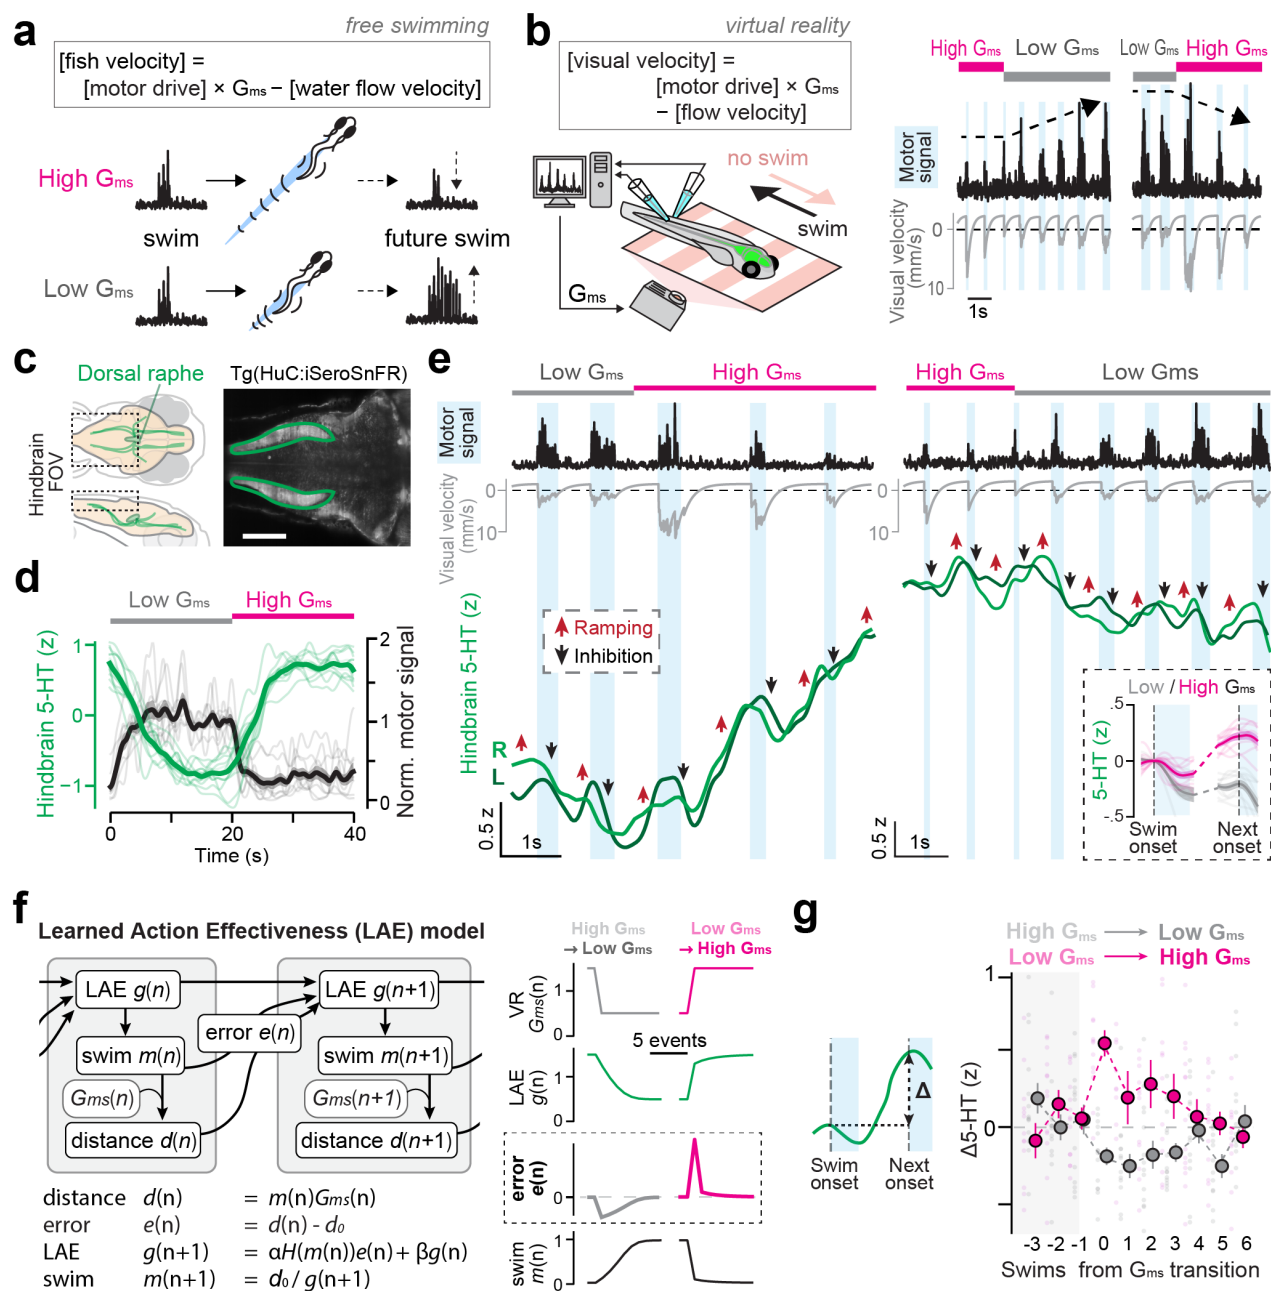 a
free swimming
[fish velocity] =
[motor drive] × Gms − [water flow velocity]
High Gms
swim
future swim
Low Gms
b
virtual reality
[visual velocity] =
[motor drive] × Gms
− [flow velocity]
no swim
swim
Gms
High Gms
Low Gms
Low Gms
High Gms
Motor
signal
Visual velocity
(mm/s)
0
10
1s
c
Dorsal raphe
Hindbrain
FOV
Tg(HuC:iSeroSnFR)
d
Low Gms
High Gms
Hindbrain 5-HT (z)
1
0
−1
2
1
0
Norm. motor signal
0
20
40
Time (s)
e
Low Gms
High Gms
High Gms
Low Gms
Motor
signal
Visual velocity
(mm/s)
0
10
0
10
Hindbrain 5-HT (z)
Ramping
Inhibition
R
L
0.5 z
1s
0.5 z
1s
Low / High Gms
5-HT (z)
.5
0
-.5
Swim
onset
Next
onset
f
Learned Action Effectiveness (LAE) model
LAE g(n)
LAE g(n+1)
error e(n)
swim m(n)
swim m(n+1)
Gms(n)
Gms(n+1)
distance d(n)
distance d(n+1)
distance d(n) = m(n)Gms(n)
error e(n) = d(n) - d₀
LAE g(n+1) = αH(m(n))e(n)+ βg(n)
swim m(n+1) = d₀/g(n+1)
High Gms
→ Low Gms
Low Gms
→ High Gms
VR
Gms(n)
1
0
5 events
LAE
g(n)
1
0
error
e(n)
0
swim
m(n)
1
0
g
High Gms
Low Gms
Low Gms
High Gms
Δ
Swim
onset
Next
onset
Δ5-HT (z)
1
0
-3 -2 -1 0 1 2 3 4 5 6
Swims from Gms transition